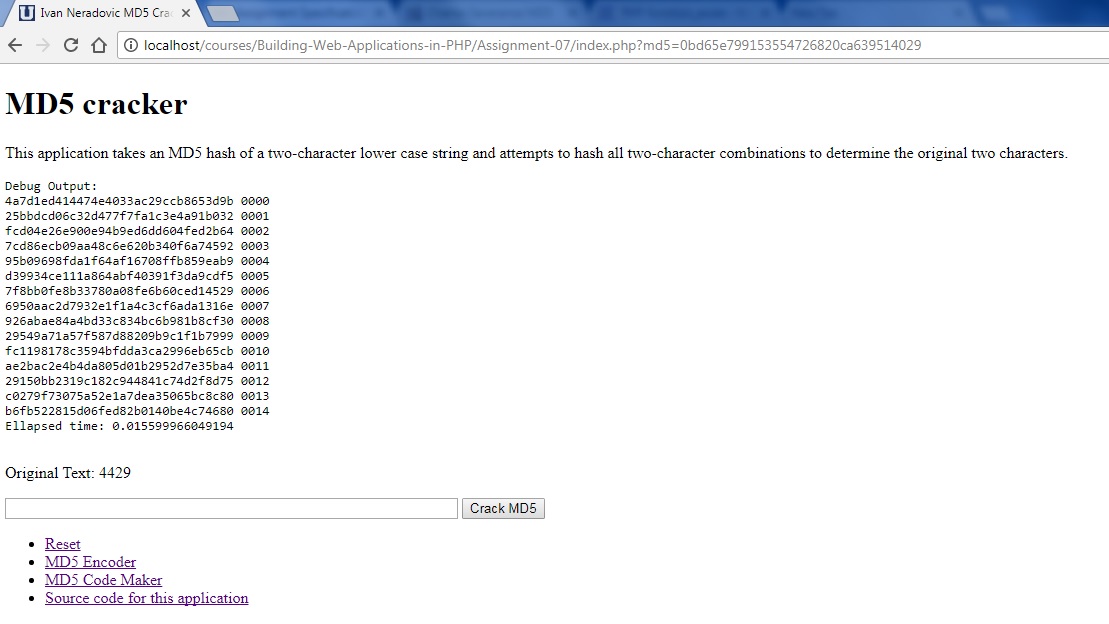 Ivan Neradovic MD5 Cra
localhost/courses/Building-Web-Applications-in-PHP/Assignment-07/index.php?md5=0bd65e799153554726820ca639514029
MD5 cracker
This application takes an MD5 hash of a two-character lower case string and attempts to hash all two-character combinations to determine the original two characters.
Debug Output:
4a7d1ed414474e4033ac29ccb8653d9b 0000
25bbdcd06c32d477f7fa1c3e4a91b032 0001
fcd04e26e900e94b9ed6dd604fed2b64 0002
7cd86ecb09aa48c6e620b340f6a74592 0003
95b09698fda1f64af16708ffb859eab9 0004
d39934ce111a864abf40391f3da9cdf5 0005
7f8bb0fe8b33780a08fe6b60ced14529 0006
6950aac2d7932e1f1a4c3cf6ada1316e 0007
926abae84a4bd33c834bc6b981b8cf30 0008
29549a71a57f587d88209b9c1f1b7999 0009
fc1198178c3594bfdda3ca2996eb65cb 0010
ae2bac2e4b4da805d01b2952d7e35ba4 0011
29150bb2319c182c944841c74d2f8d75 0012
c0279f73075a52e1a7dea35065bc8c80 0013
b6fb522815d06fed82b0140be4c74680 0014
Ellapsed time: 0.015599966049194
Original Text: 4429
Crack MD5
Reset
MD5 Encoder
MD5 Code Maker
Source code for this application